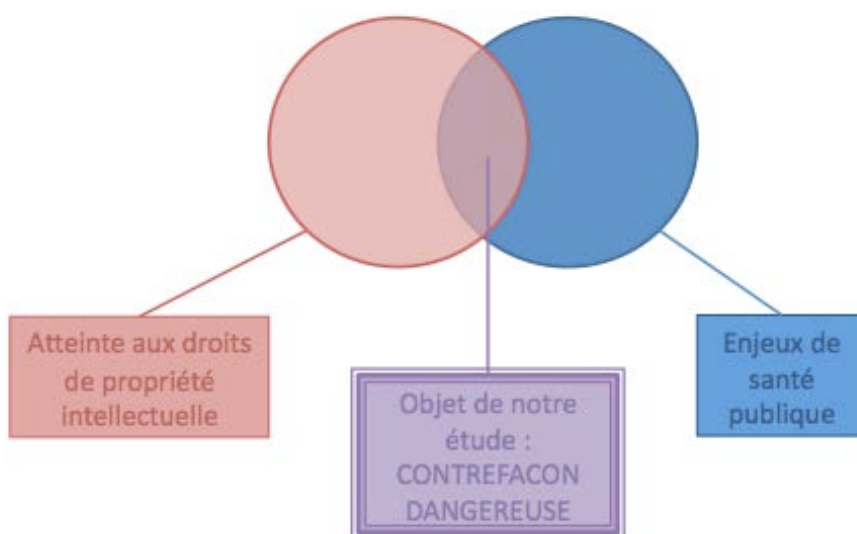 Atteinte aux droits
de propriété
intellectuelle
Objet de notre
étude :
CONTREFACON
DANGEREUSE
Enjeux de
santé
publique